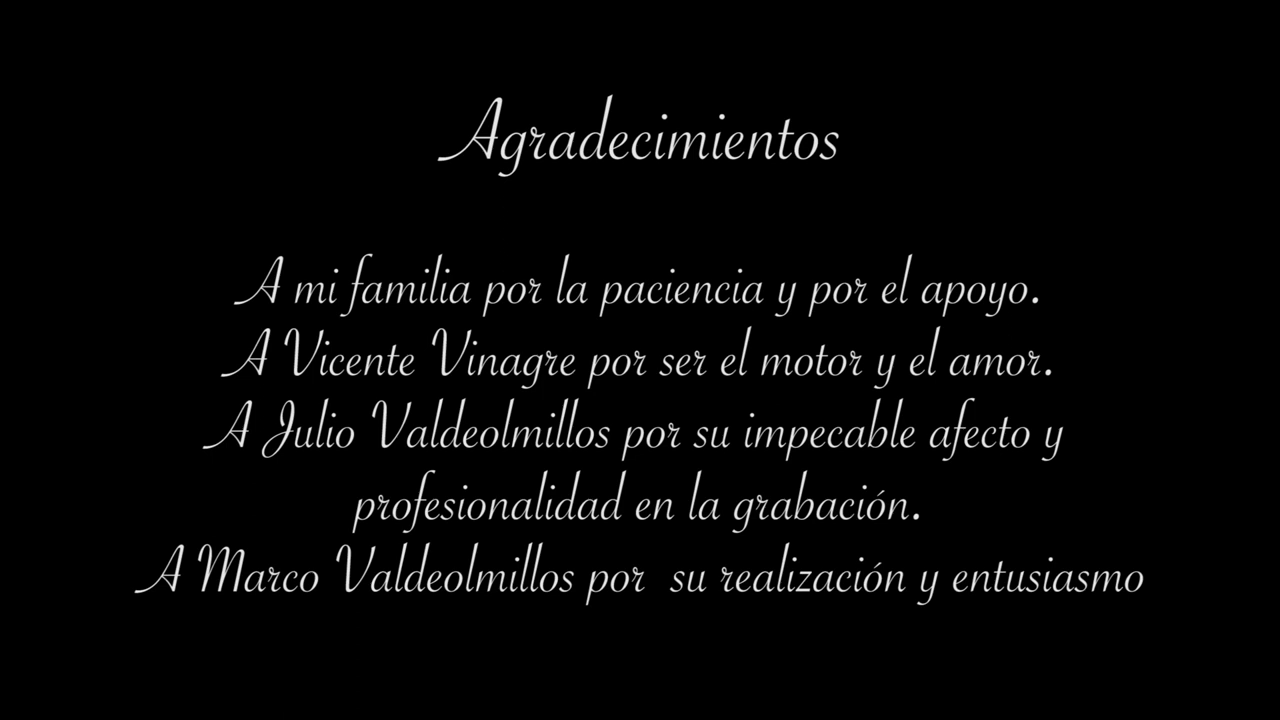 Agradecimientos
A mi familia por la paciencia y por el apoyo.
A Vicente Vinagre por ser el motor y el amor.
A Julio Valdeolmillos por su impecable afecto y
profesionalidad en la grabación.
A Marco Valdeolmillos por  su realización y entusiasmo